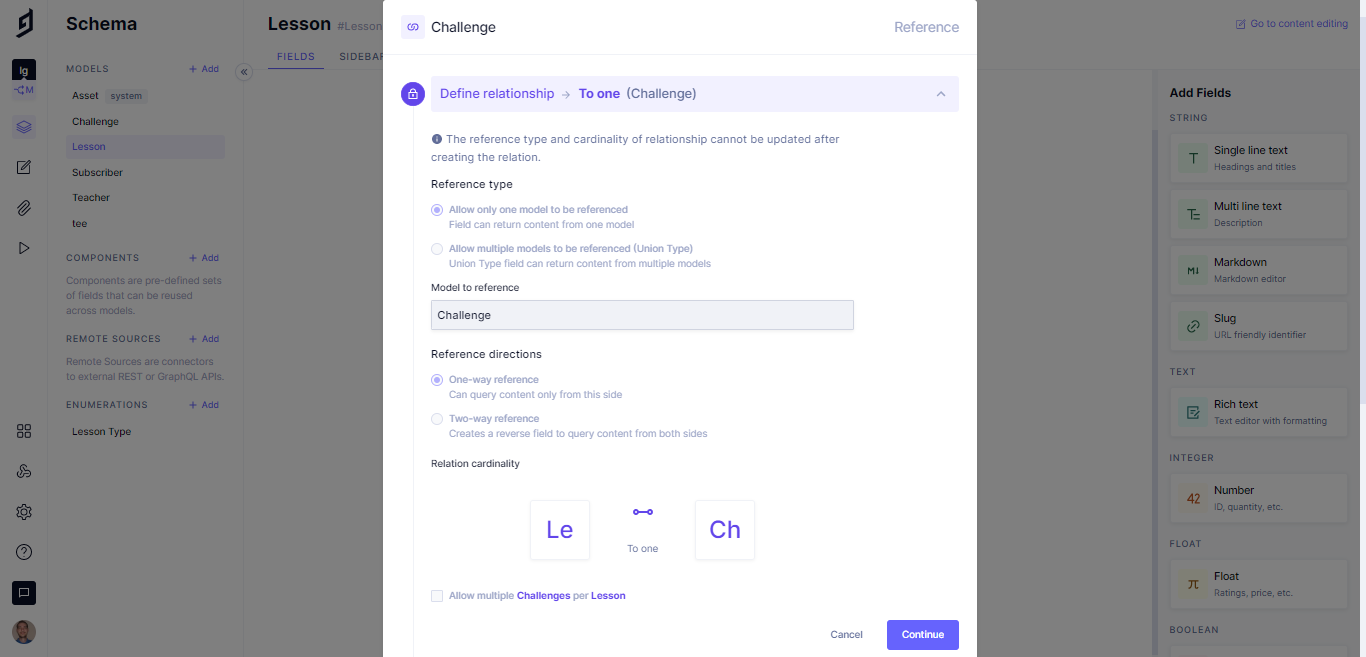 lg
M
Schema
MODELS
+ Add
Asset system
Challenge
Lesson
Subscriber
Teacher
tee
COMPONENTS
+ Add
Components are pre-defined sets
of fields that can be reused
across models.
REMOTE SOURCES
+ Add
Remote Sources are connectors
to external REST or GraphQL APIs.
ENUMERATIONS
+ Add
Lesson Type
Lesson #Lesson
FIELDS
SIDEBAR
Go to content editing
Challenge
Reference
Define relationship → To one (Challenge)
The reference type and cardinality of relationship cannot be updated after
creating the relation.
Reference type
Allow only one model to be referenced
Field can return content from one model
Allow multiple models to be referenced (Union Type)
Union Type field can return content from multiple models
Model to reference
Challenge
Reference directions
One-way reference
Can query content only from this side
Two-way reference
Creates a reverse field to query content from both sides
Relation cardinality
Le
To one
Ch
Allow multiple Challenges per Lesson
Cancel
Continue
Add Fields
STRING
T
Single line text
Headings and titles
Multi line text
Description
Markdown
Markdown editor
Slug
URL friendly identifier
TEXT
Rich text
Text editor with formatting
INTEGER
42
Number
ID, quantity, etc.
FLOAT
π
Float
Ratings, price, etc.
BOOLEAN